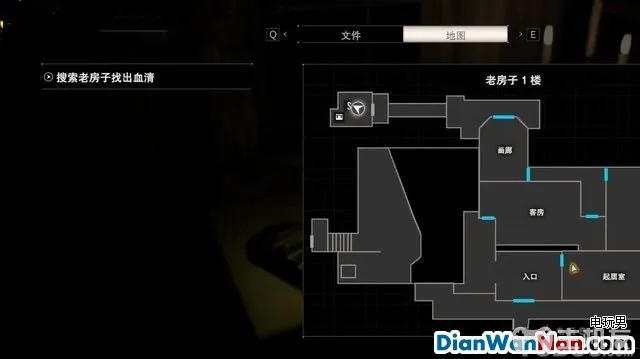 Q < 文件 地图 > E
搜索老房子找出血清
老房子 1 楼
S
画廊
客房
入口
起居室
电玩男
DianWanNan.com